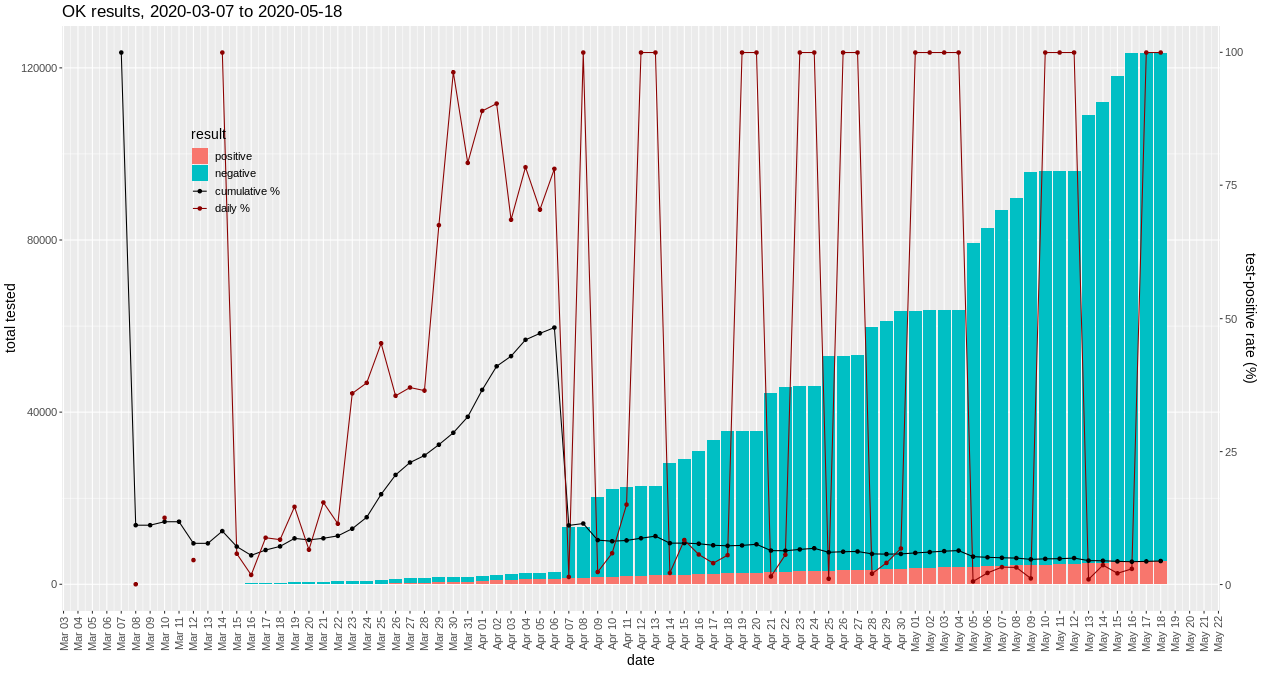 OK results, 2020-03-07 to 2020-05-18
120000
80000
40000
0
total tested
result
positive
negative
cumulative %
daily %
100
75
50
25
0
test-positive rate (%)
Mar 03
Mar 04
Mar 05
Mar 06
Mar 07
Mar 08
Mar 09
Mar 10
Mar 11
Mar 12
Mar 13
Mar 14
Mar 15
Mar 16
Mar 17
Mar 18
Mar 19
Mar 20
Mar 21
Mar 22
Mar 23
Mar 24
Mar 25
Mar 26
Mar 27
Mar 28
Mar 29
Mar 30
Mar 31
Apr 01
Apr 02
Apr 03
Apr 04
Apr 05
Apr 06
Apr 07
Apr 08
Apr 09
Apr 10
Apr 11
Apr 12
Apr 13
Apr 14
Apr 15
Apr 16
Apr 17
Apr 18
Apr 19
Apr 20
Apr 21
Apr 22
Apr 23
Apr 24
Apr 25
Apr 26
Apr 27
Apr 28
Apr 29
Apr 30
May 01
May 02
May 03
May 04
May 05
May 06
May 07
May 08
May 09
May 10
May 11
May 12
May 13
May 14
May 15
May 16
May 17
May 18
May 19
May 20
May 21
May 22
date